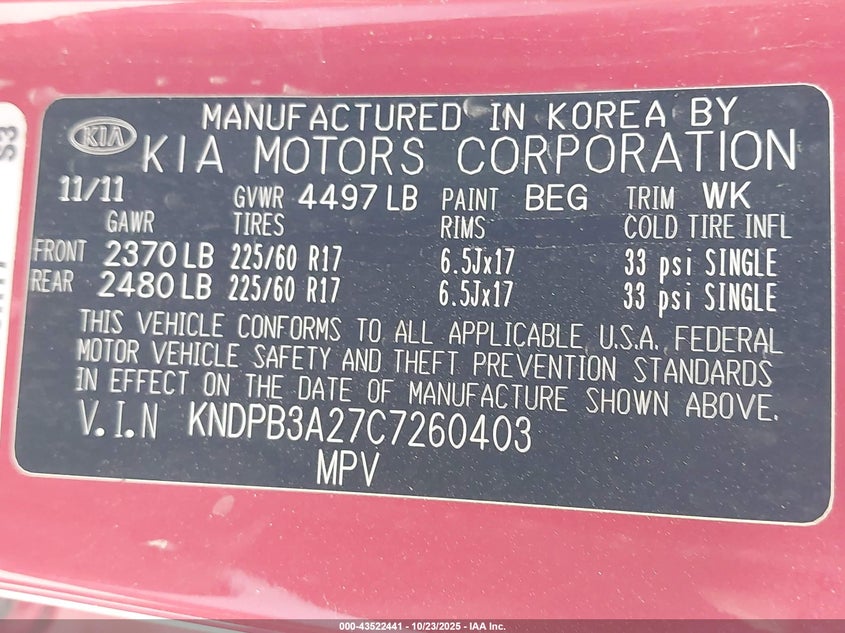 MANUFACTURED IN KOREA BY
KIA KIA MOTORS CORPORATION
11/11 GVWR 4497 LB PAINT BEG TRIM WK
GAWR TIRES RIMS COLD TIRE INFL
FRONT 2370 LB 225/60 R17 6.5Jx17 33 psi SINGLE
REAR 2480 LB 225/60 R17 6.5Jx17 33 psi SINGLE
THIS VEHICLE CONFORMS TO ALL APPLICABLE U.S.A. FEDERAL
MOTOR VEHICLE SAFETY AND THEFT PREVENTION STANDARDS
IN EFFECT ON THE DATE OF MANUFACTURE SHOWN ABOVE.
V.I.N KNDPB3A27C7260403
MPV
S3
000-43522441 - 10/23/2025 - IAA Inc.